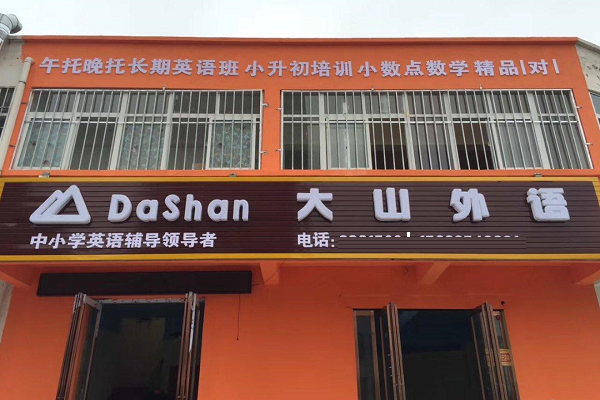 午托晚托长期英语班 小升初培训小数点数学精品1对1
DaShan 大山外语
中小学英语辅导领导者 电话: